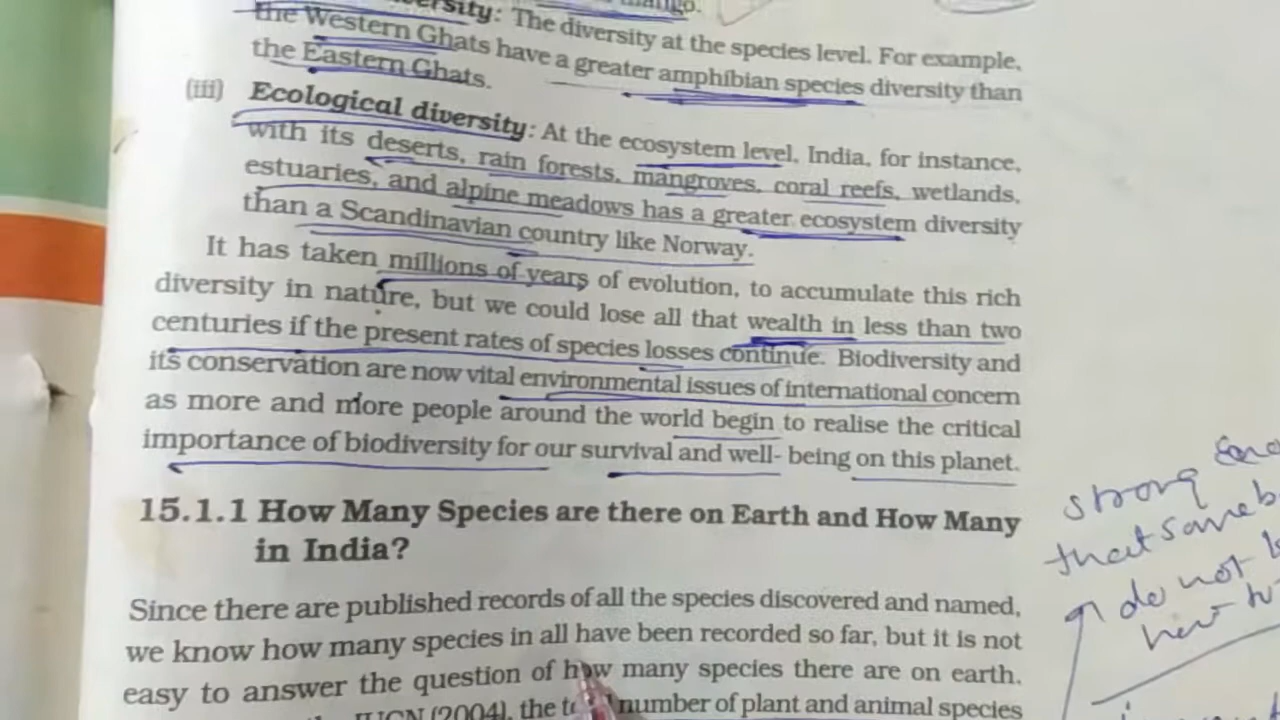 ersity: The diversity at the species level. For example,
the Western Ghats have a greater amphibian species diversity than
the Eastern Ghats.
(iii) Ecological diversity: At the ecosystem level, India, for instance,
with its deserts, rain forests, mangroves, coral reefs, wetlands,
estuaries, and alpine meadows has a greater ecosystem diversity
than a Scandinavian country like Norway.
It has taken millions of years of evolution, to accumulate this rich
diversity in nature, but we could lose all that wealth in less than two
centuries if the present rates of species losses continue. Biodiversity and
its conservation are now vital environmental issues of international concern
as more and more people around the world begin to realise the critical
importance of biodiversity for our survival and well- being on this planet.
15.1.1 How Many Species are there on Earth and How Many
in India?
Since there are published records of all the species discovered and named,
we know how many species in all have been recorded so far, but it is not
easy to answer the question of how many species there are on earth.
IUCN (2004), the number of plant and animal species
strong
that some
do not